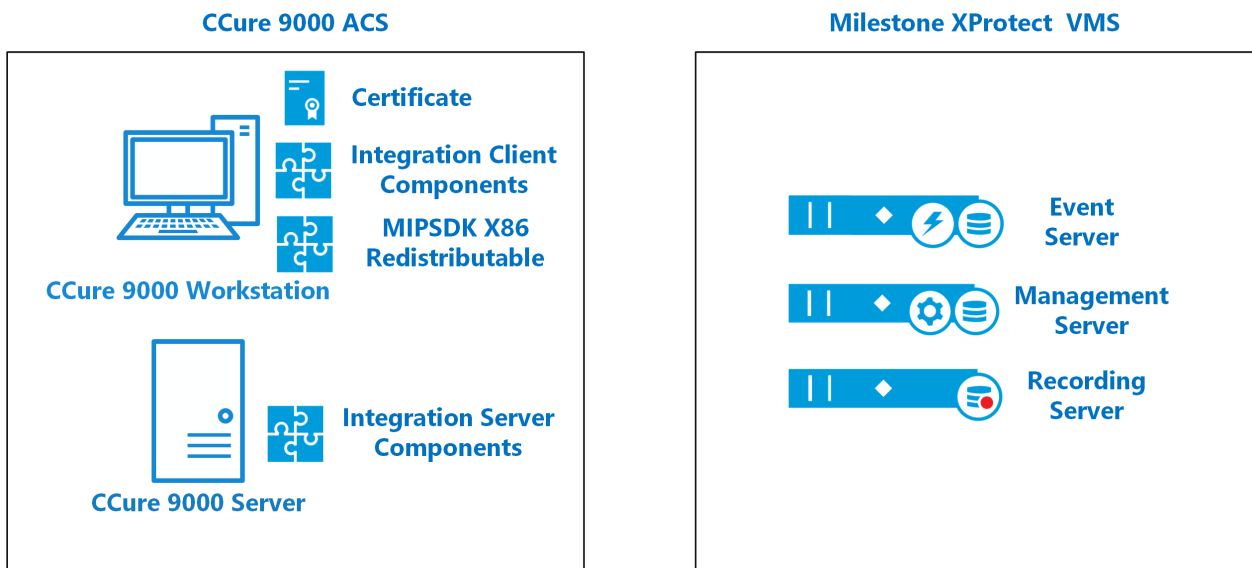 CCure 9000 ACS
Certificate
Integration Client
Components
MIPSDK X86
Redistributable
CCure 9000 Workstation
Integration Server
Components
CCure 9000 Server
Milestone XProtect VMS
Event
Server
Management
Server
Recording
Server